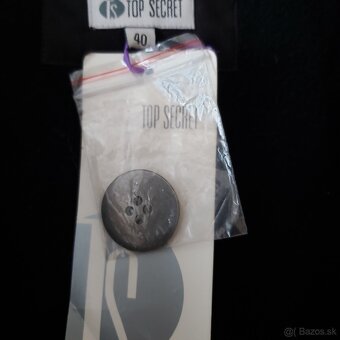 TOP SECRET
40
TOP SECRET
@( Bazos.sk